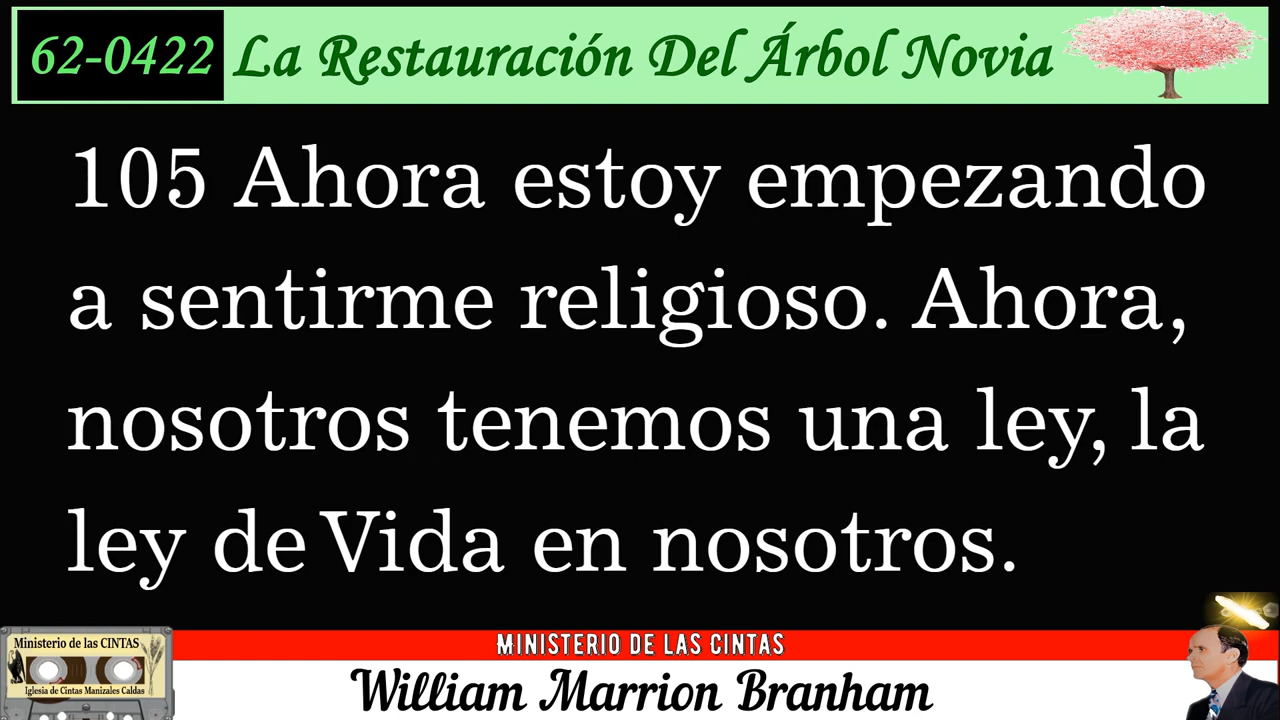 62-0422 La Restauración Del Árbol Novia
105 Ahora estoy empezando
a sentirme religioso. Ahora,
nosotros tenemos una ley, la
ley de Vida en nosotros.
MINISTERIO DE LAS CINTAS
William Marrion Branham
Ministerio de las CINTAS
Iglesia de Cintas Manizales Caldas